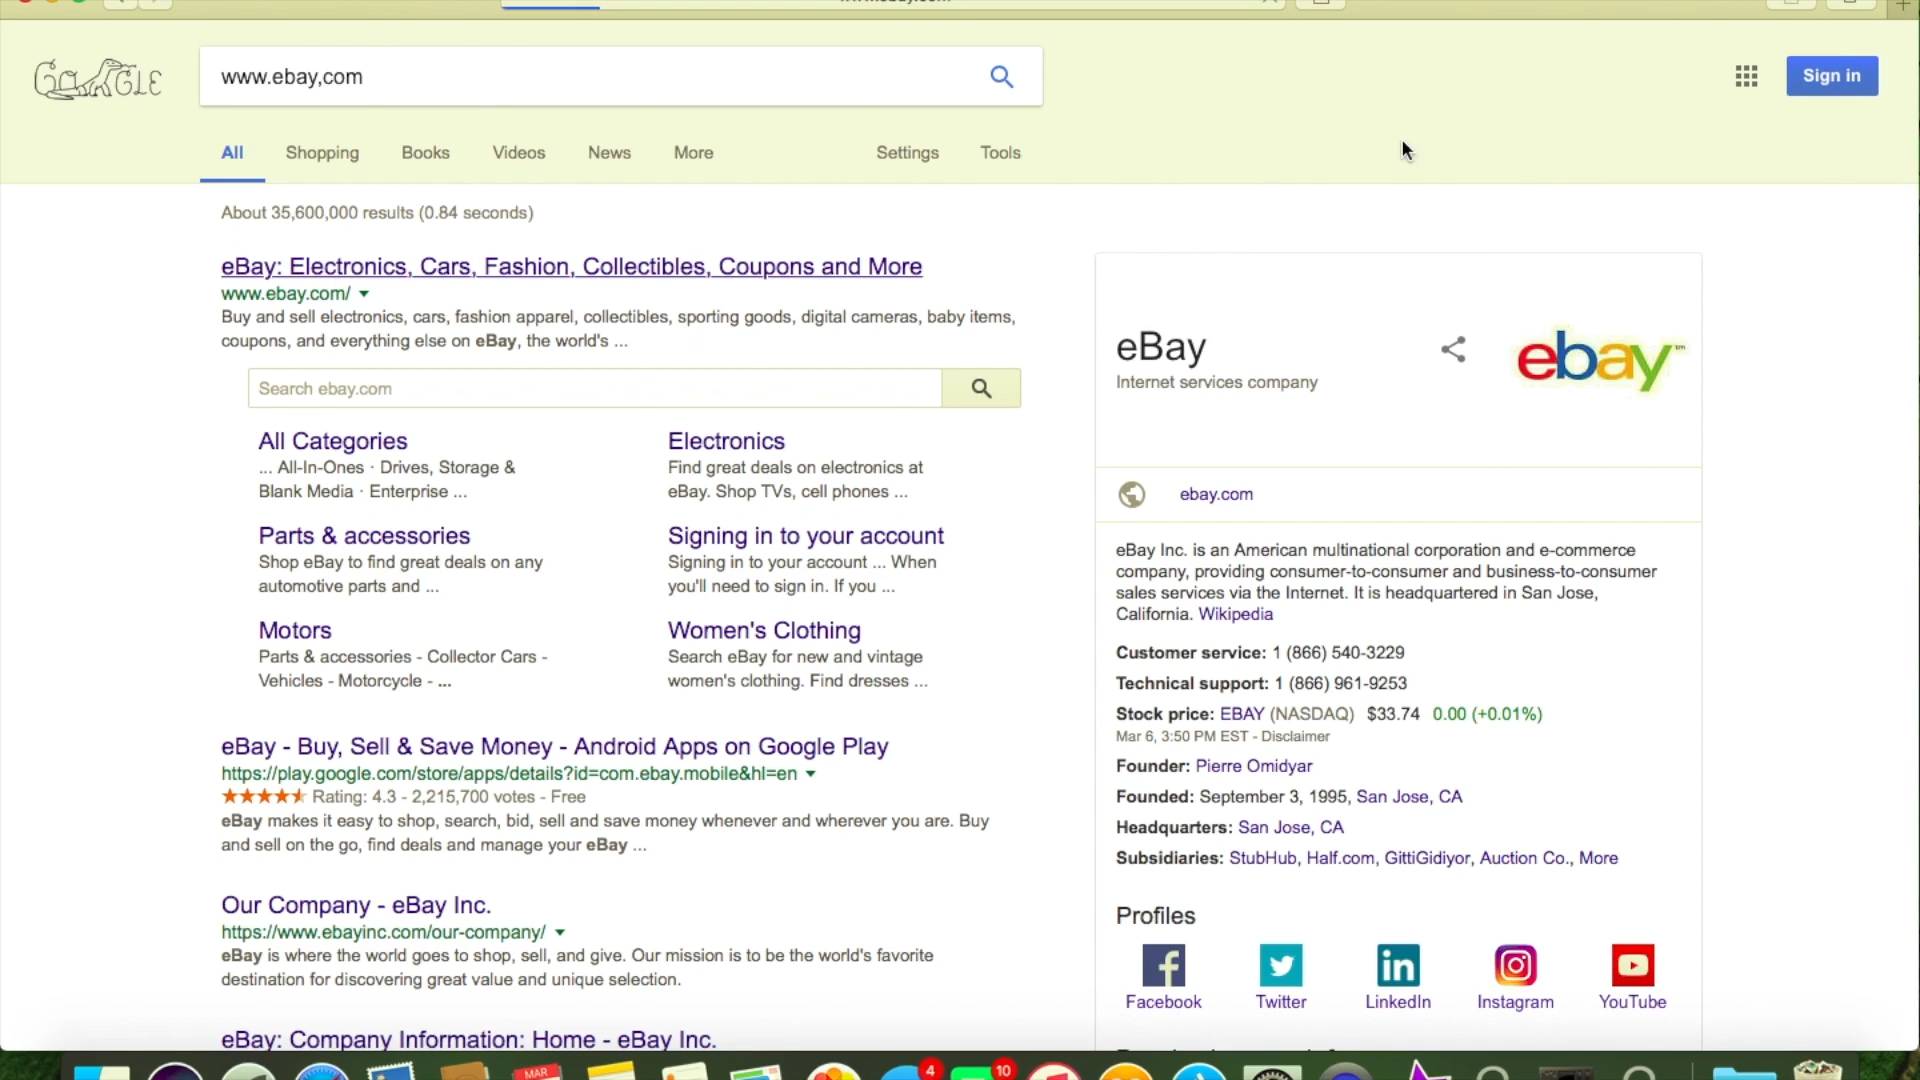 GOOGLE
www.ebay,com
Sign in
All Shopping Books Videos News More Settings Tools
About 35,600,000 results (0.84 seconds)
eBay: Electronics, Cars, Fashion, Collectibles, Coupons and More
www.ebay.com/
Buy and sell electronics, cars, fashion apparel, collectibles, sporting goods, digital cameras, baby items,
coupons, and everything else on eBay, the world's ...
Search ebay.com
All Categories
... All-In-Ones · Drives, Storage &
Blank Media · Enterprise ...
Electronics
Find great deals on electronics at
eBay. Shop TVs, cell phones ...
Parts & accessories
Shop eBay to find great deals on any
automotive parts and ...
Signing in to your account
Signing in to your account ... When
you'll need to sign in. If you ...
Motors
Parts & accessories - Collector Cars -
Vehicles - Motorcycle - ...
Women's Clothing
Search eBay for new and vintage
women's clothing. Find dresses ...
eBay - Buy, Sell & Save Money - Android Apps on Google Play
https://play.google.com/store/apps/details?id=com.ebay.mobile&hl=en
Rating: 4.3 - 2,215,700 votes - Free
eBay makes it easy to shop, search, bid, sell and save money whenever and wherever you are. Buy
and sell on the go, find deals and manage your eBay ...
Our Company - eBay Inc.
https://www.ebayinc.com/our-company/
eBay is where the world goes to shop, sell, and give. Our mission is to be the world's favorite
destination for discovering great value and unique selection.
eBay: Company Information: Home - eBay Inc.
eBay
Internet services company
ebay™
ebay.com
eBay Inc. is an American multinational corporation and e-commerce
company, providing consumer-to-consumer and business-to-consumer
sales services via the Internet. It is headquartered in San Jose,
California. Wikipedia
Customer service: 1 (866) 540-3229
Technical support: 1 (866) 961-9253
Stock price: EBAY (NASDAQ) $33.74 0.00 (+0.01%)
Mar 6, 3:50 PM EST - Disclaimer
Founder: Pierre Omidyar
Founded: September 3, 1995, San Jose, CA
Headquarters: San Jose, CA
Subsidiaries: StubHub, Half.com, GittiGidiyor, Auction Co., More
Profiles
Facebook Twitter LinkedIn Instagram YouTube
MAR 4 10